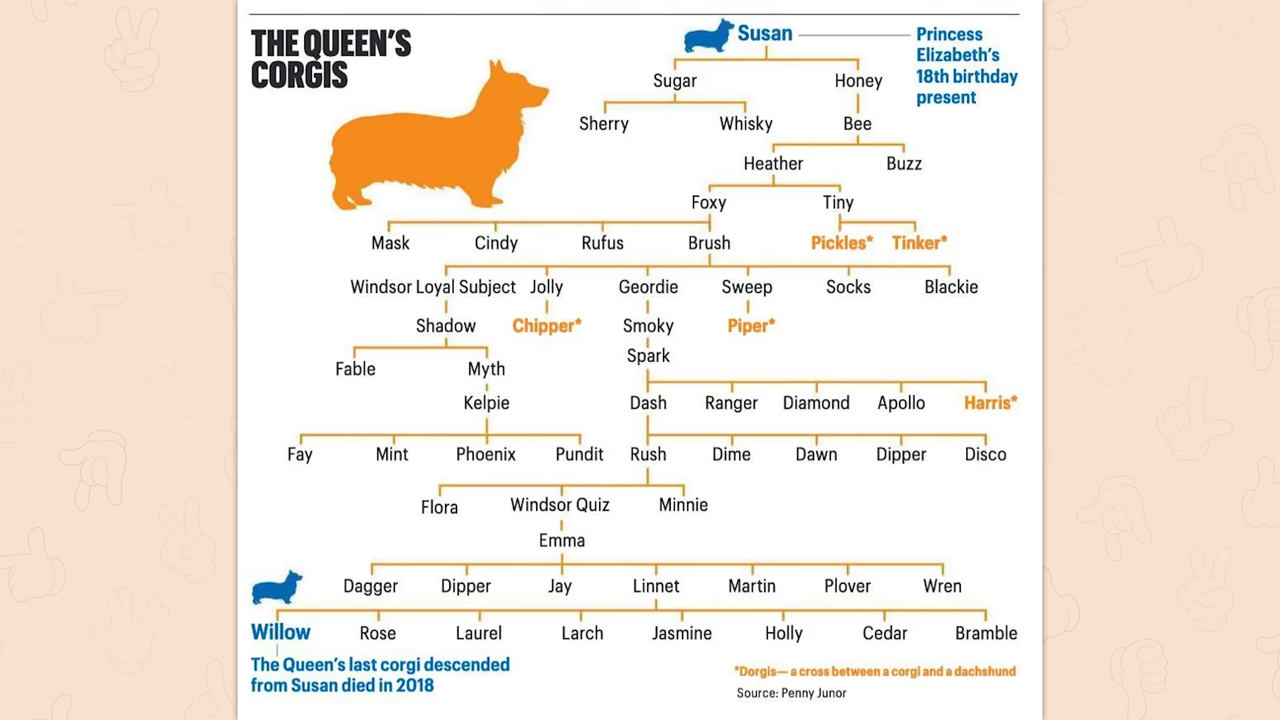 THE QUEEN'S
CORGIS
Susan
Princess
Elizabeth's
18th birthday
present
Sugar Honey
Sherry Whisky Bee
Heather Buzz
Foxy Tiny
Mask Cindy Rufus Brush Pickles* Tinker*
Windsor Loyal Subject Jolly Geordie Sweep Socks Blackie
Shadow Chipper* Smoky Piper*
Spark
Fable Myth
Kelpie Dash Ranger Diamond Apollo Harris*
Fay Mint Phoenix Pundit Rush Dime Dawn Dipper Disco
Flora Windsor Quiz Minnie
Emma
Dagger Dipper Jay Linnet Martin Plover Wren
Willow Rose Laurel Larch Jasmine Holly Cedar Bramble
The Queen's last corgi descended
from Susan died in 2018
*Dorgis— a cross between a corgi and a dachshund
Source: Penny Junor